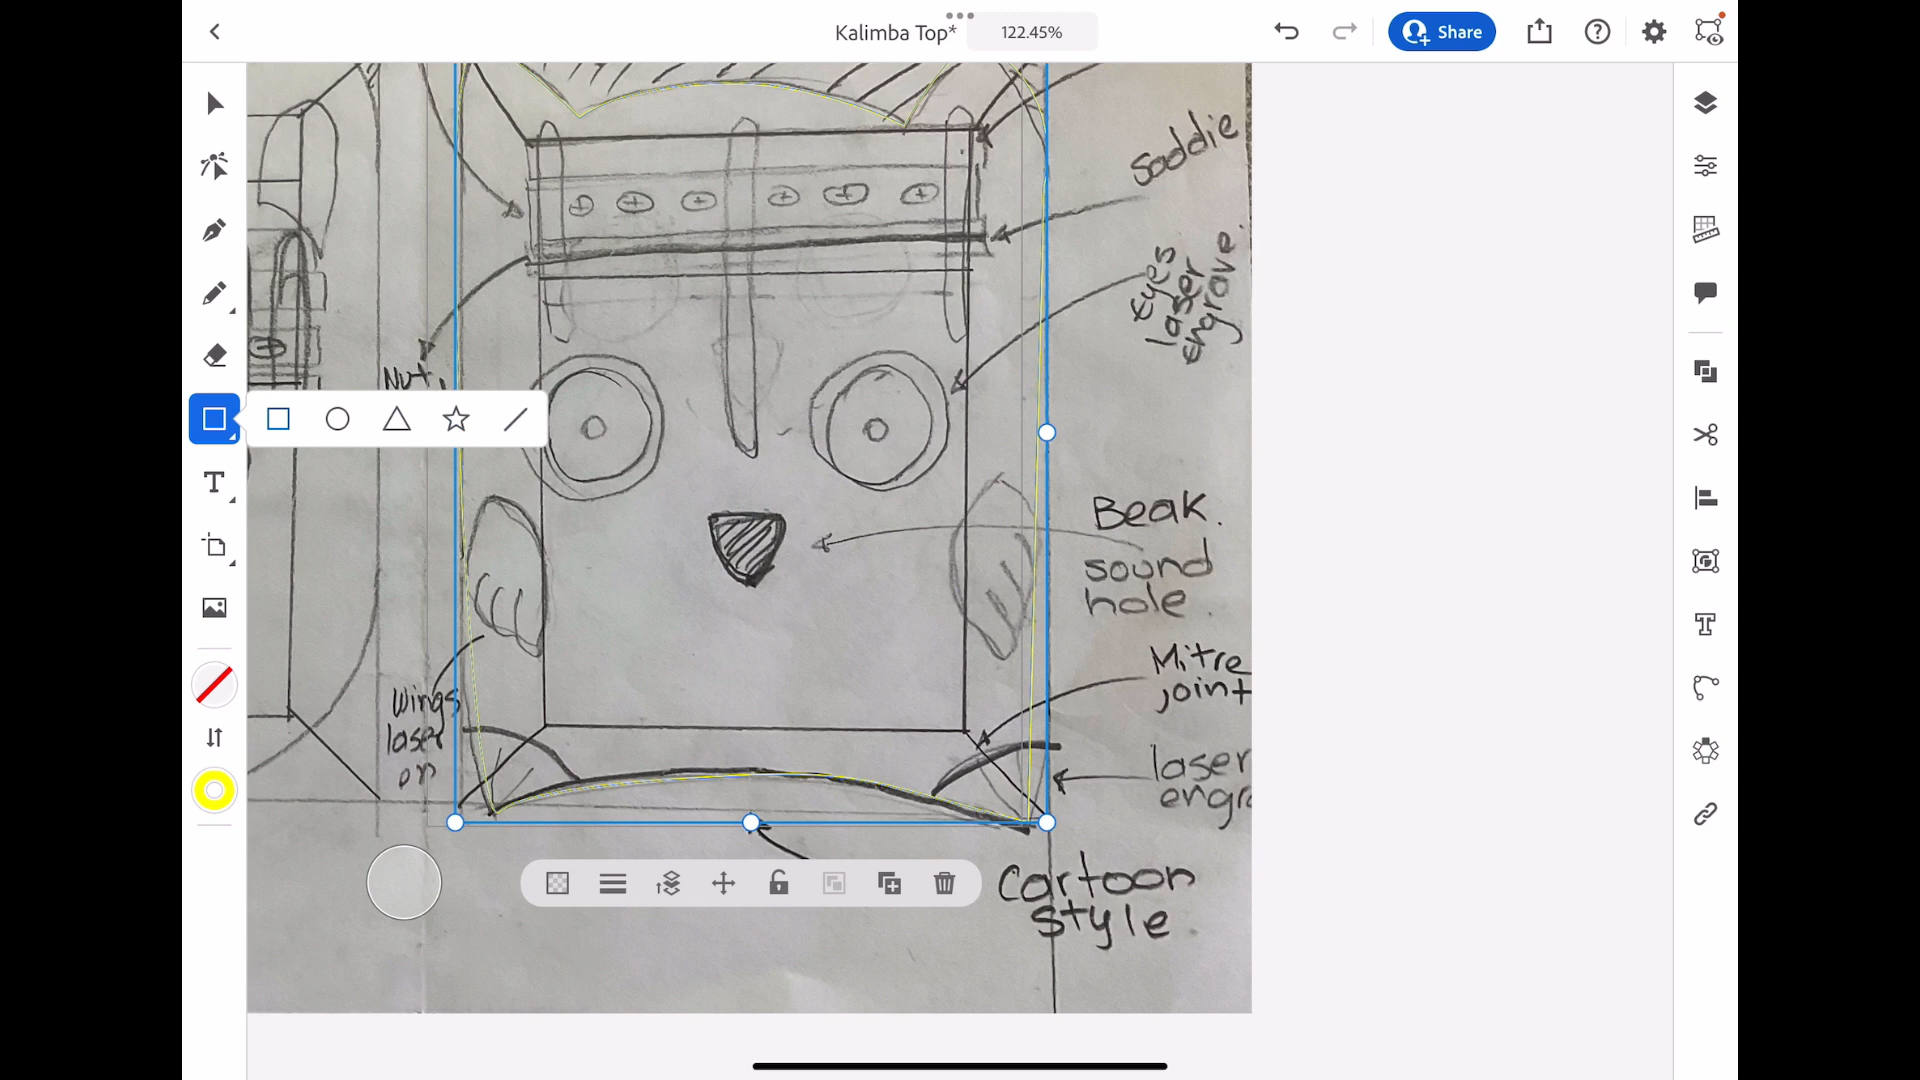 Kalimba Top*
122.45%
Share
Saddle
Eyes
laser
engrave.
Nut,
Beak.
sound
hole.
Mitre
joint
Wings
laser
on
laser
engra
Cartoon
style
T